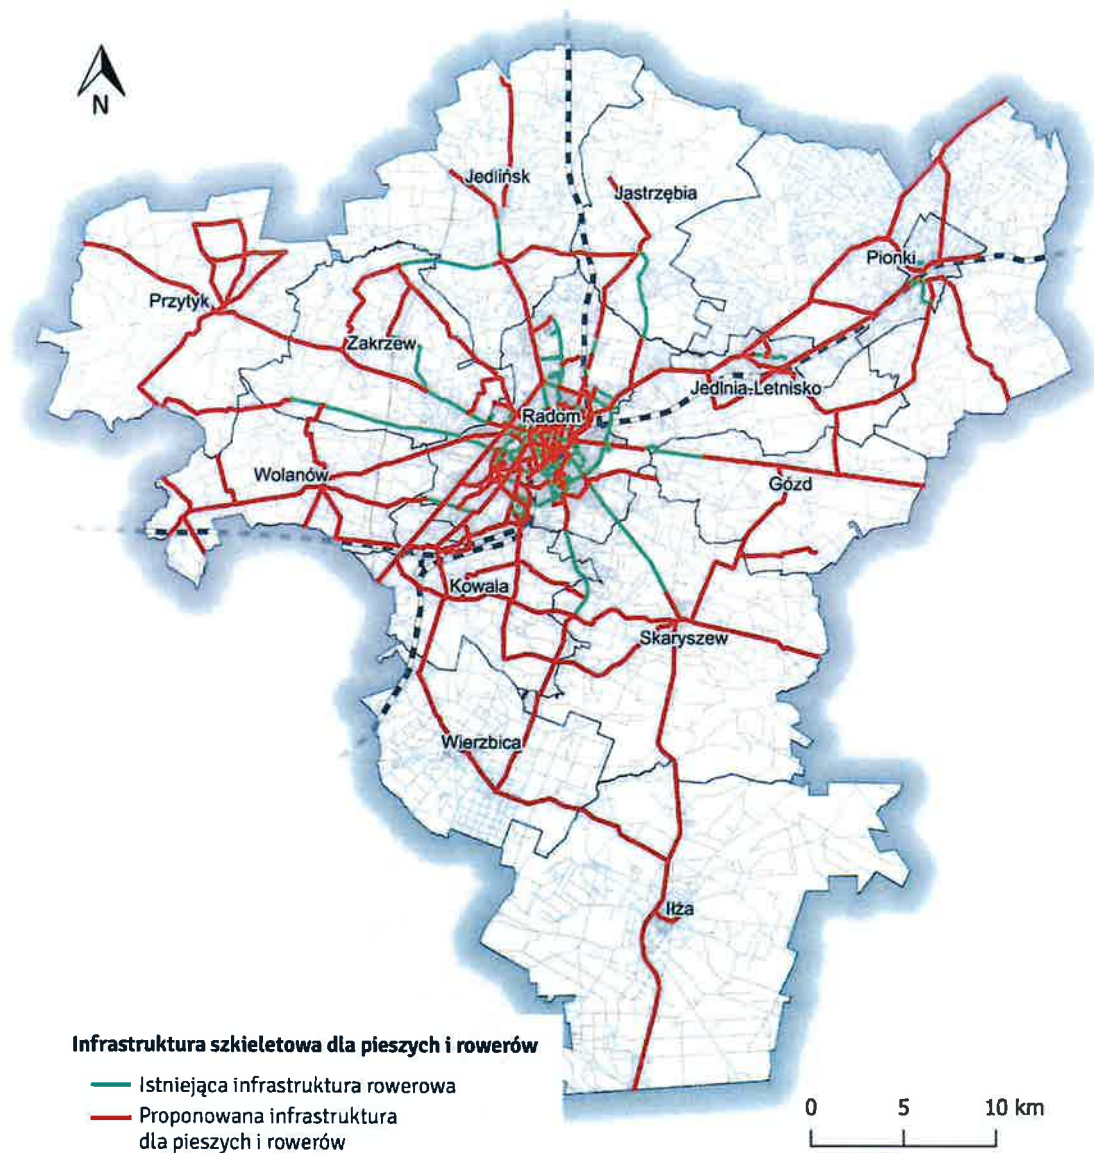 N
Jedlińsk
Jastrzębia
Pionki
Przytyk
Zakrzew
Jedlnia-Letnisko
Radom
Wolanów
Gózd
Kowala
Skaryszew
Wierzbica
Iłża
Infrastruktura szkieletowa dla pieszych i rowerów
Istniejąca infrastruktura rowerowa
Proponowana infrastruktura
dla pieszych i rowerów
0 5 10 km